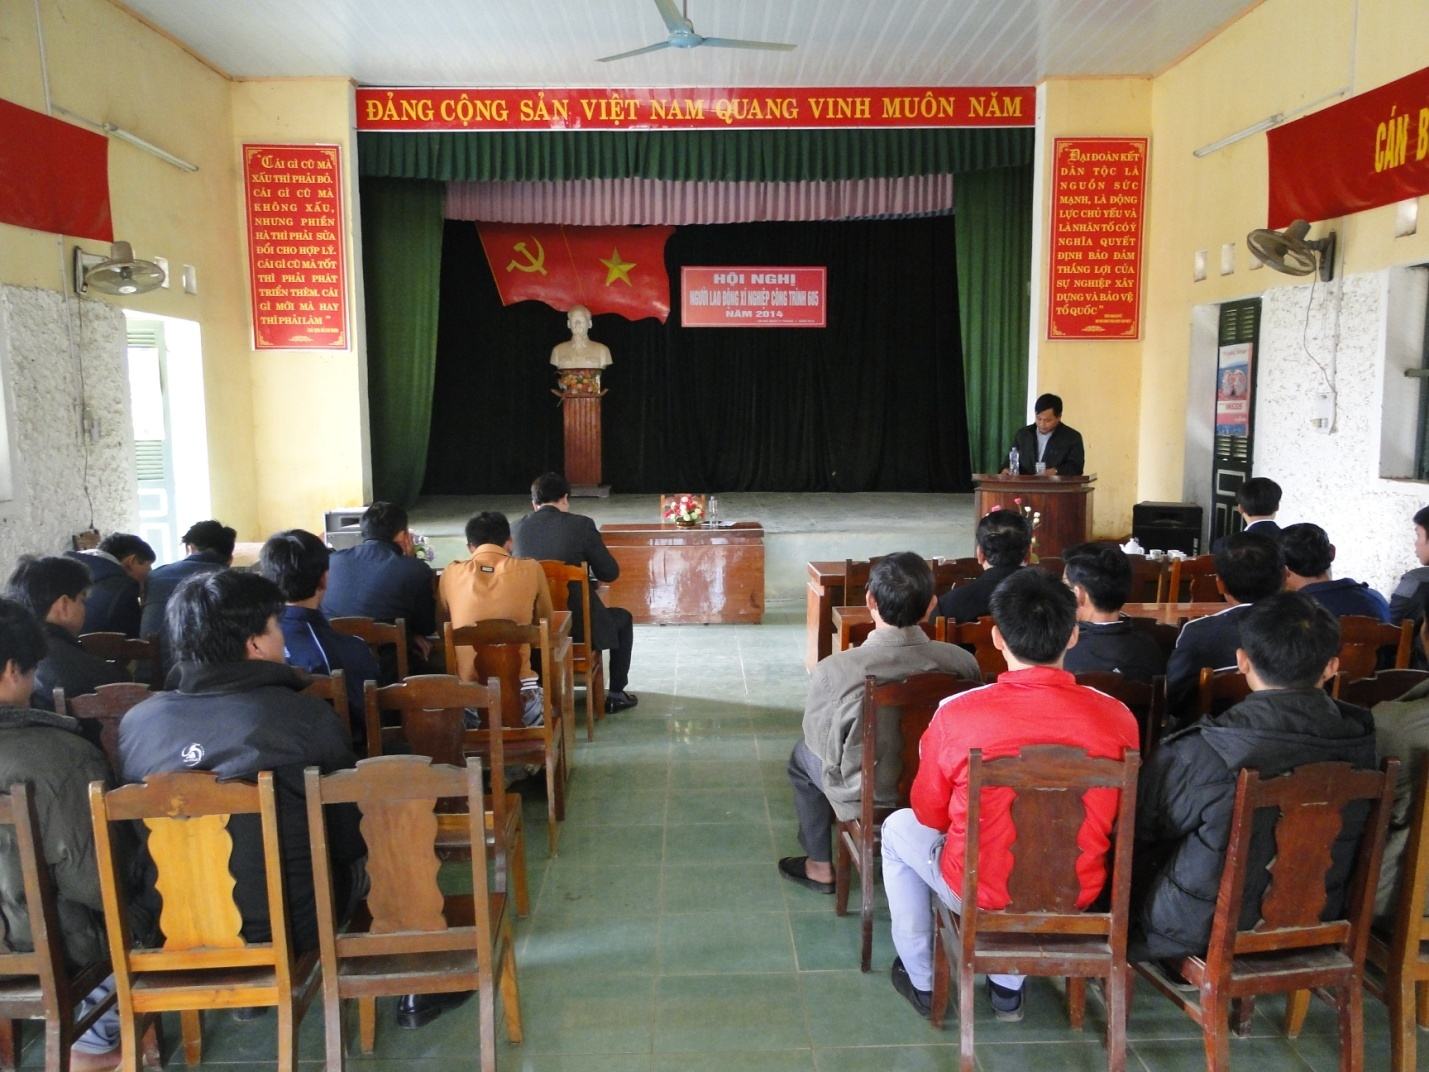 ĐẢNG CỘNG SẢN VIỆT NAM QUANG VINH MUÔN NĂM
"CÁI GÌ CŨ MÀ
XẤU THÌ PHẢI BỎ.
CÁI GÌ CŨ MÀ
KHÔNG XẤU,
NHƯNG PHIỀN
HÀ THÌ PHẢI SỬA
ĐỔI CHO HỢP LÝ.
CÁI GÌ CŨ MÀ TỐT
THÌ PHẢI PHÁT
TRIỂN THÊM. CÁI
GÌ MỚI MÀ HAY
THÌ PHẢI LÀM"
HỘI NGHỊ
NGƯỜI LAO ĐỘNG XÍ NGHIỆP CÔNG TRÌNH 605
NĂM 2014
"ĐẠI ĐOÀN KẾT
DÂN TỘC LÀ
NGUỒN SỨC
MẠNH, LÀ ĐỘNG
LỰC CHỦ YẾU VÀ
LÀ NHÂN TỐ CÓ Ý
NGHĨA QUYẾT
ĐỊNH BẢO ĐẢM
THẮNG LỢI CỦA
SỰ NGHIỆP XÂY
DỰNG VÀ BẢO VỆ
TỔ QUỐC"
CÁN B